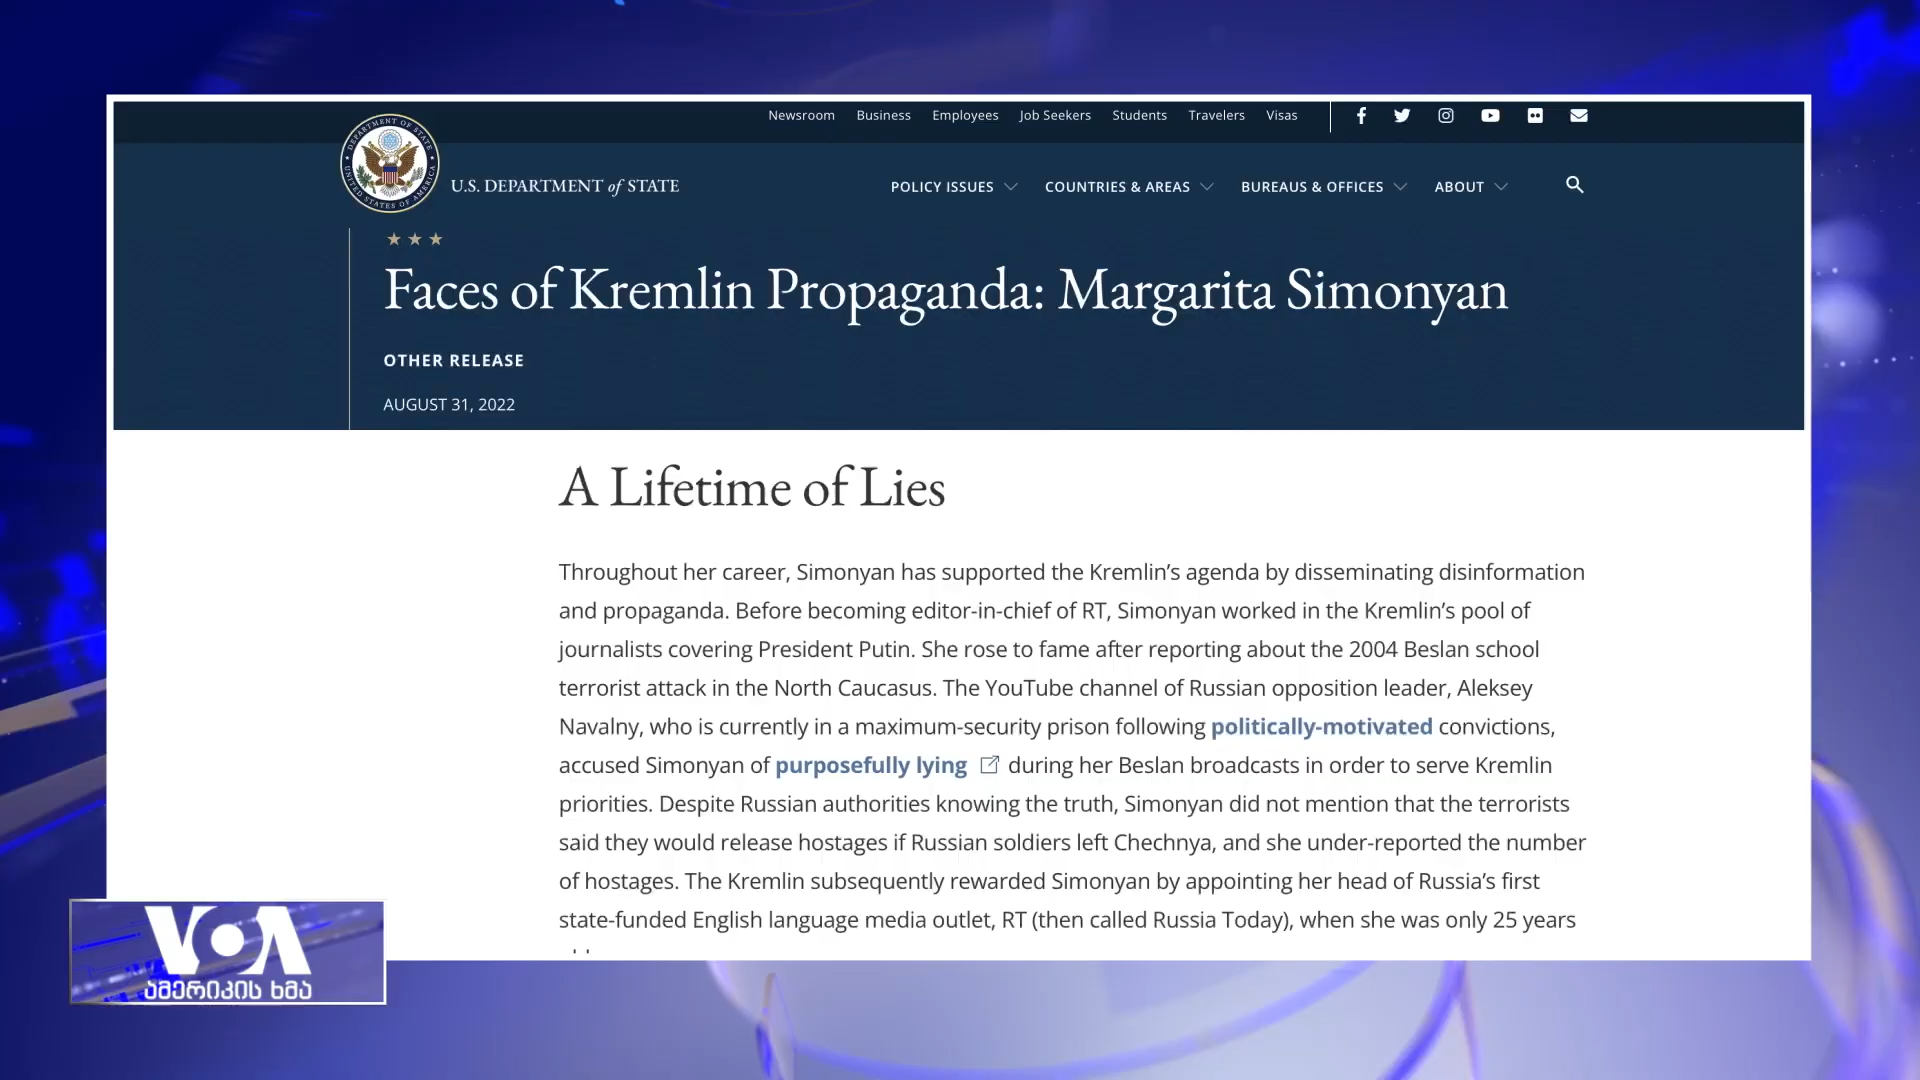 Newsroom Business Employees Job Seekers Students Travelers Visas
DEPARTMENT OF STATE
UNITED STATES OF AMERICA
U.S. DEPARTMENT of STATE
POLICY ISSUES COUNTRIES & AREAS BUREAUS & OFFICES ABOUT
Faces of Kremlin Propaganda: Margarita Simonyan
OTHER RELEASE
AUGUST 31, 2022
A Lifetime of Lies
Throughout her career, Simonyan has supported the Kremlin’s agenda by disseminating disinformation
and propaganda. Before becoming editor-in-chief of RT, Simonyan worked in the Kremlin’s pool of
journalists covering President Putin. She rose to fame after reporting about the 2004 Beslan school
terrorist attack in the North Caucasus. The YouTube channel of Russian opposition leader, Aleksey
Navalny, who is currently in a maximum-security prison following politically-motivated convictions,
accused Simonyan of purposefully lying during her Beslan broadcasts in order to serve Kremlin
priorities. Despite Russian authorities knowing the truth, Simonyan did not mention that the terrorists
said they would release hostages if Russian soldiers left Chechnya, and she under-reported the number
of hostages. The Kremlin subsequently rewarded Simonyan by appointing her head of Russia’s first
state-funded English language media outlet, RT (then called Russia Today), when she was only 25 years
VOA
ამერიკის ხმა